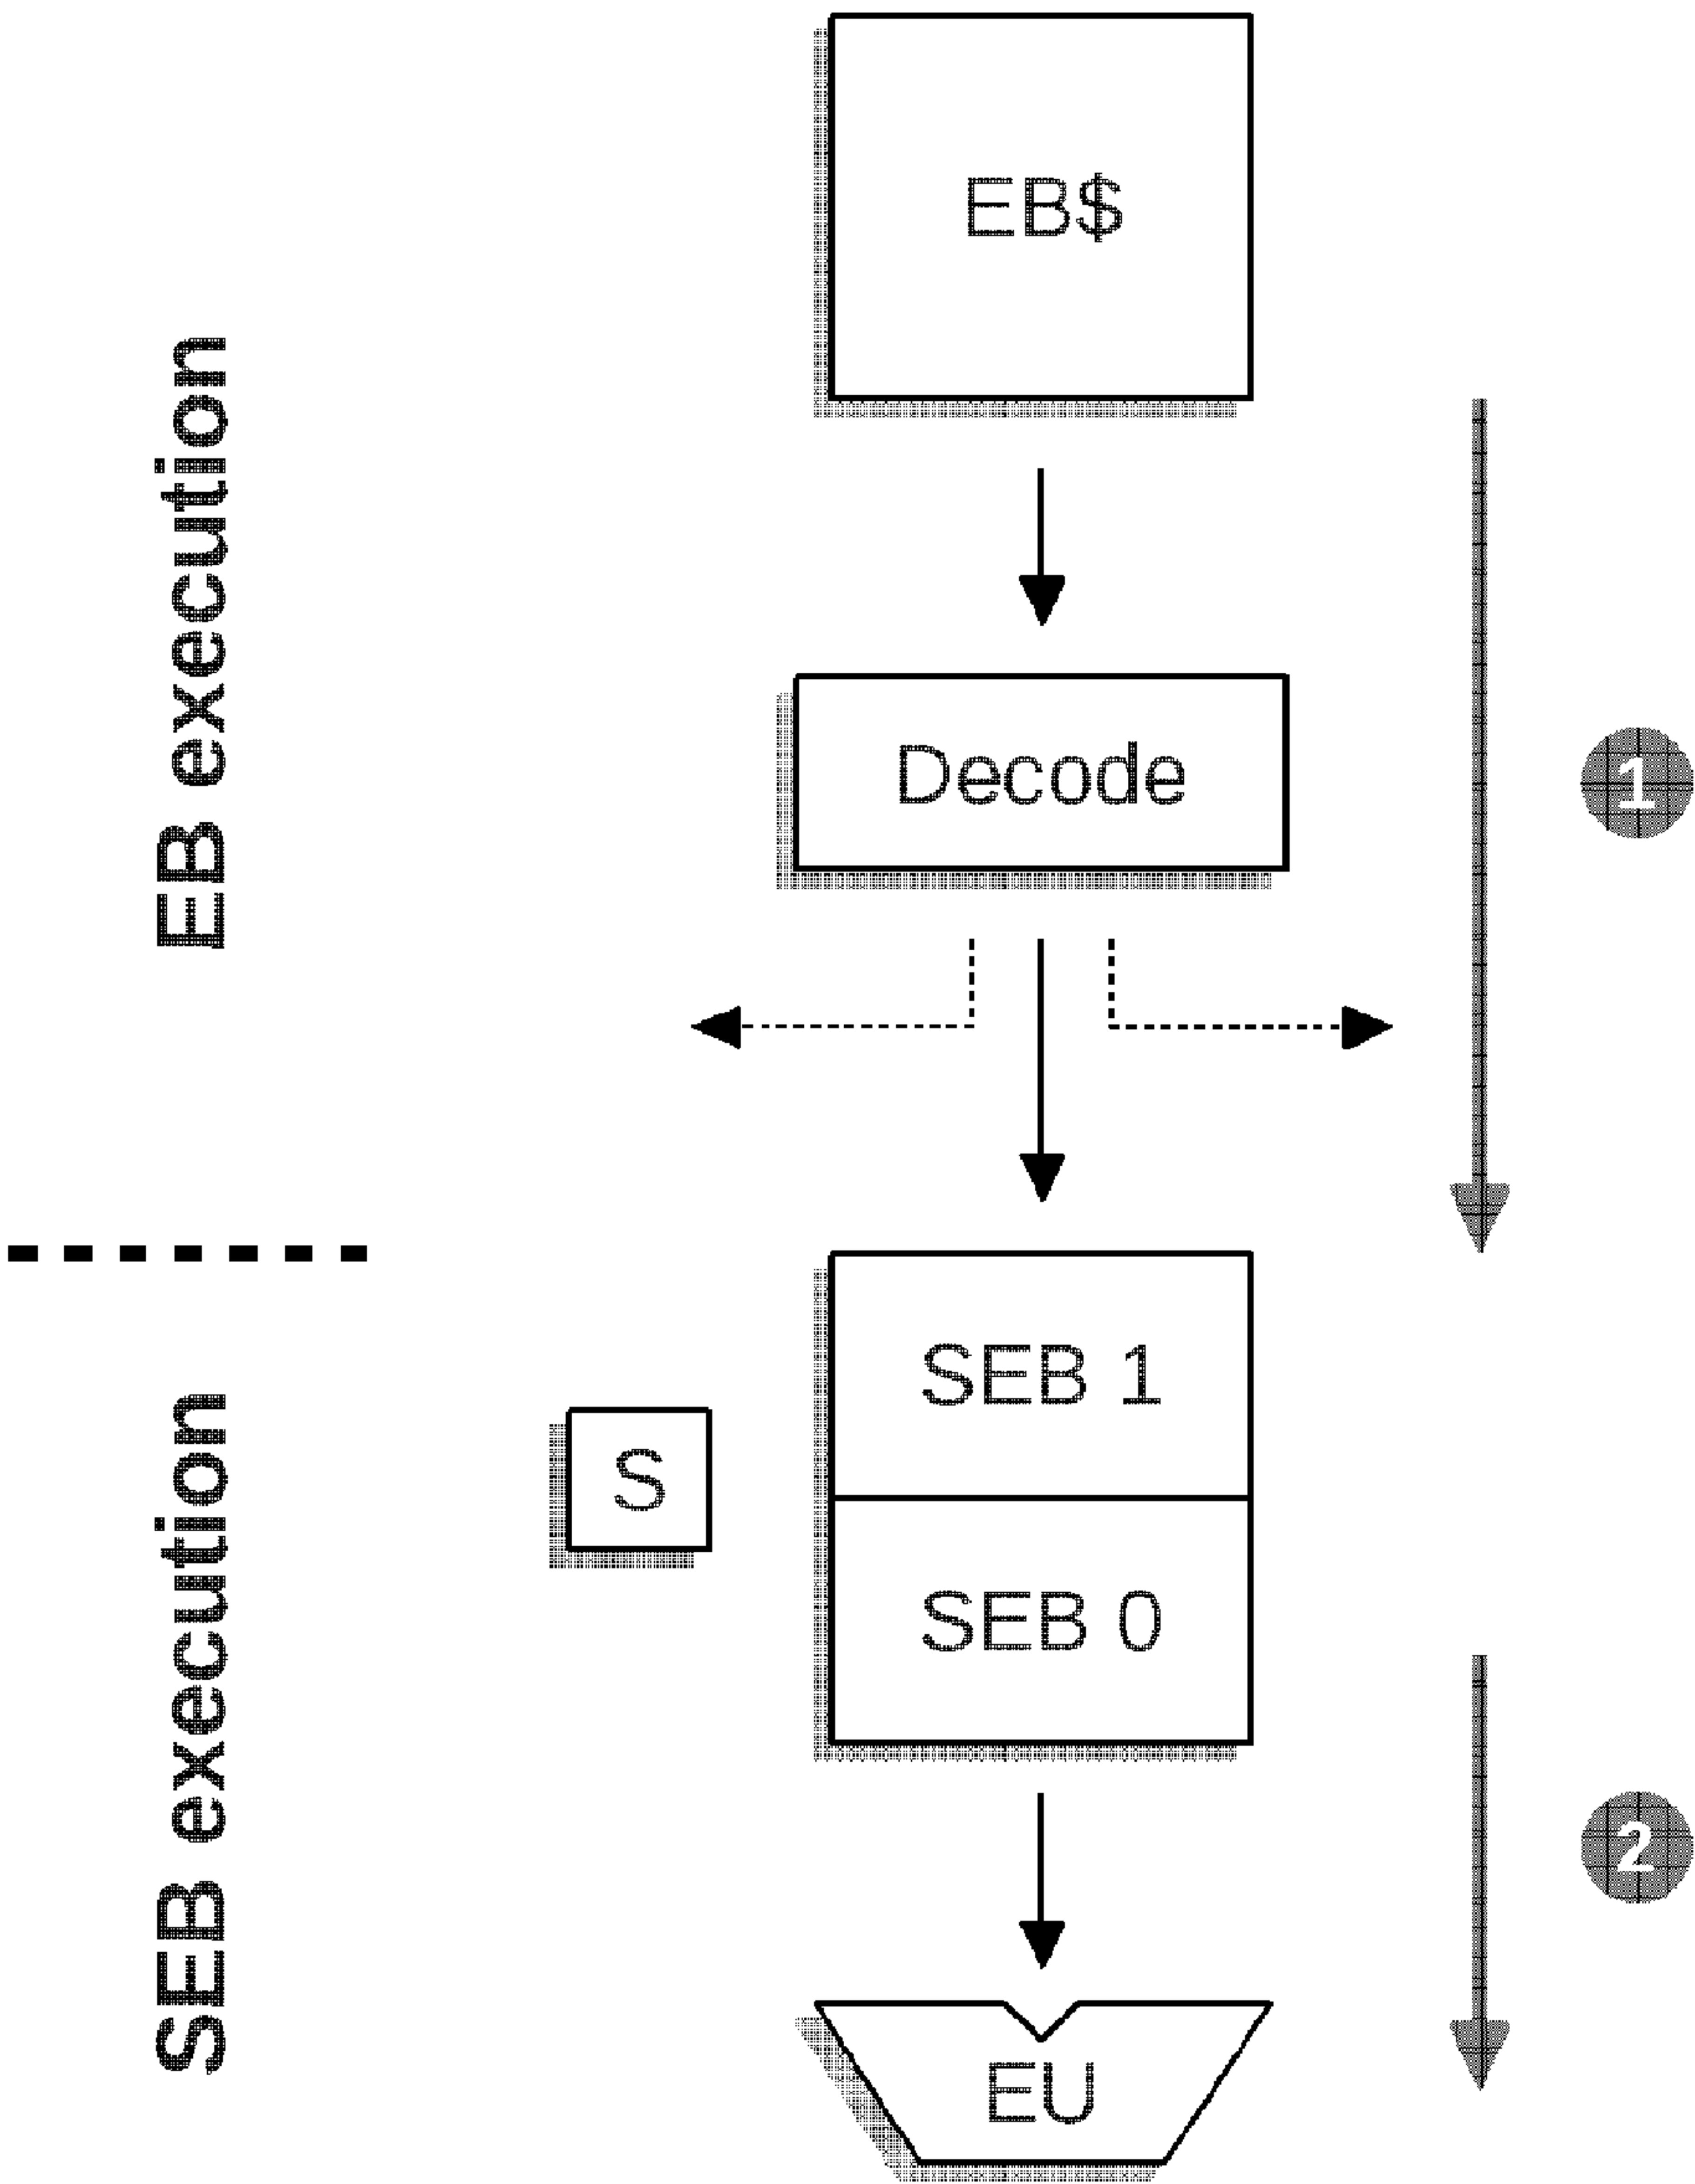 EB$
EB execution
Decode
1
SEB 1
S
SEB execution
SEB 0
2
EU